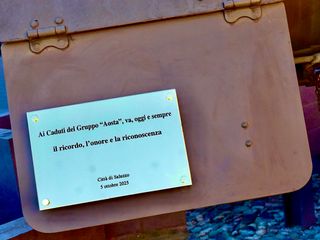 Ai Caduti del Gruppo "Aosta", va, oggi e sempre
il ricordo, l'onore e la riconoscenza
Città di Saluzzo
5 ottobre 2025